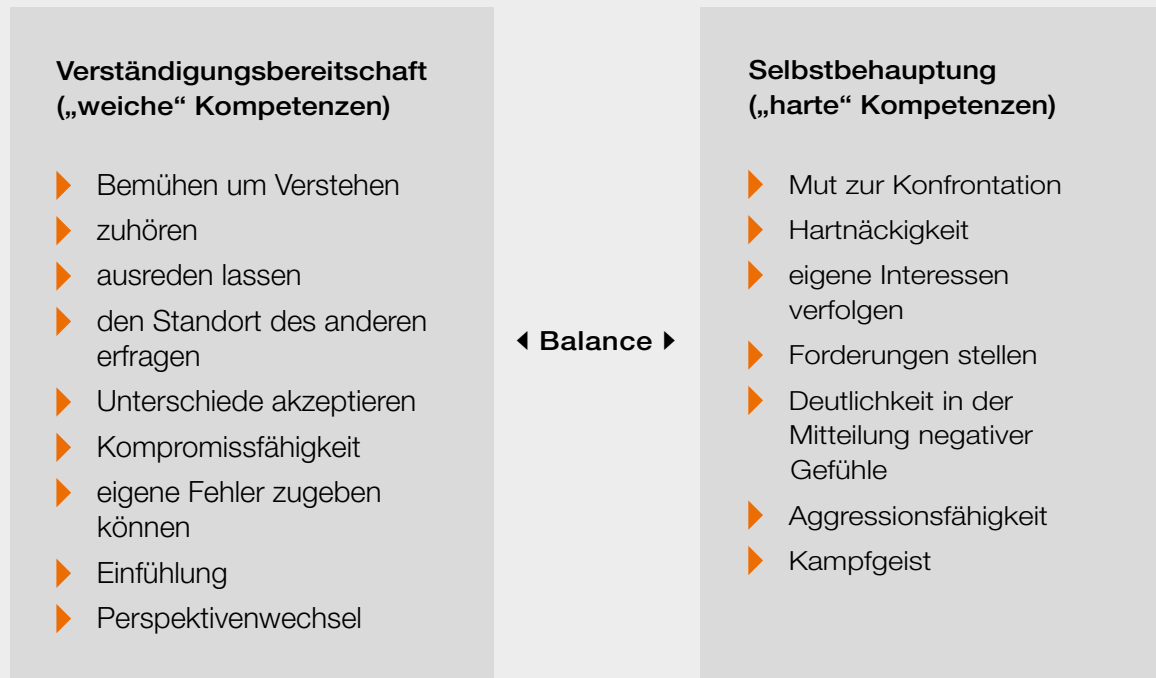 Verständigungsbereitschaft
(„weiche“ Kompetenzen)
Bemühen um Verstehen
zuhören
ausreden lassen
den Standort des anderen
erfragen
Unterschiede akzeptieren
Kompromissfähigkeit
eigene Fehler zugeben
können
Einfühlung
Perspektivenwechsel
Balance
Selbstbehauptung
(„harte“ Kompetenzen)
Mut zur Konfrontation
Hartnäckigkeit
eigene Interessen
verfolgen
Forderungen stellen
Deutlichkeit in der
Mitteilung negativer
Gefühle
Aggressionsfähigkeit
Kampfgeist